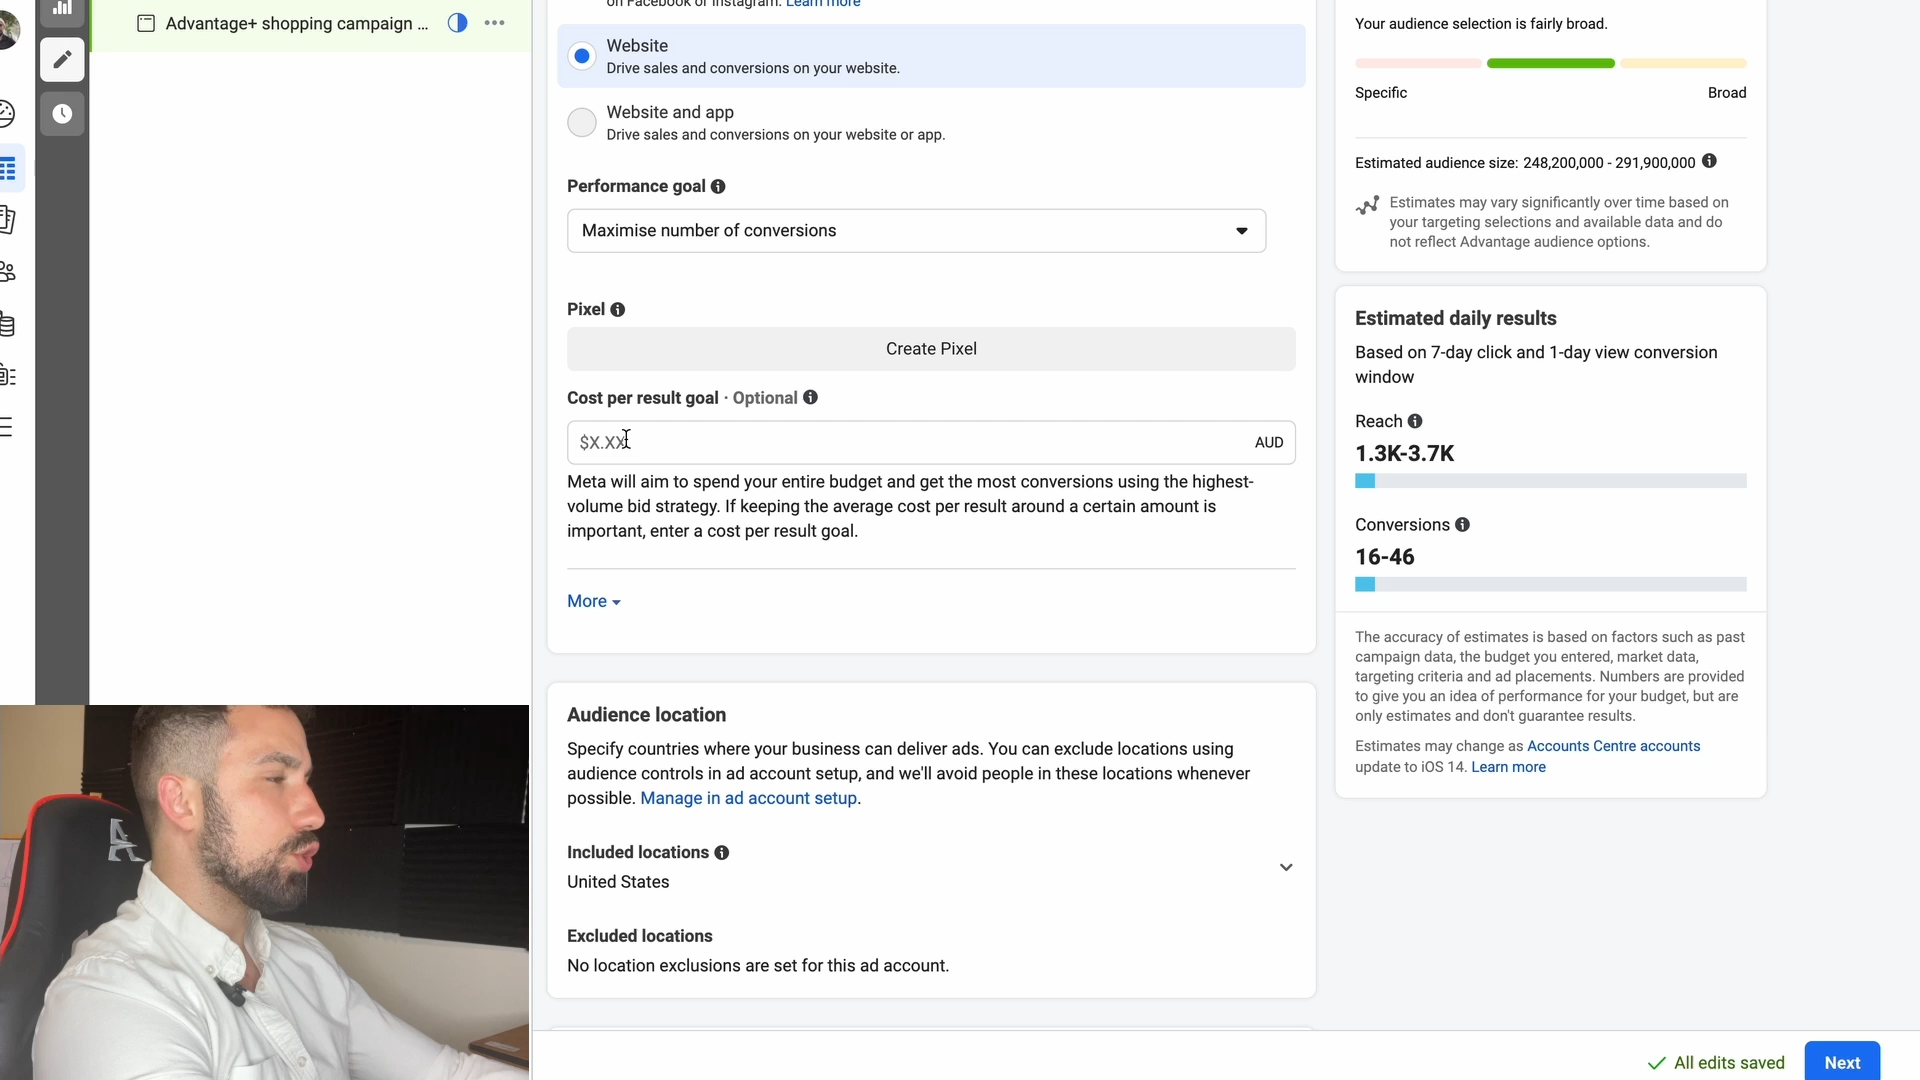 Advantage+ shopping campaign ...
on Facebook or Instagram. Learn more
Website
Drive sales and conversions on your website.
Website and app
Drive sales and conversions on your website or app.
Performance goal
Maximise number of conversions
Pixel
Create Pixel
Cost per result goal · Optional
$X.XX
AUD
Meta will aim to spend your entire budget and get the most conversions using the highest-
volume bid strategy. If keeping the average cost per result around a certain amount is
important, enter a cost per result goal.
More
Audience location
Specify countries where your business can deliver ads. You can exclude locations using
audience controls in ad account setup, and we'll avoid people in these locations whenever
possible. Manage in ad account setup.
Included locations
United States
Excluded locations
No location exclusions are set for this ad account.
Your audience selection is fairly broad.
Specific
Broad
Estimated audience size: 248,200,000 - 291,900,000
Estimates may vary significantly over time based on
your targeting selections and available data and do
not reflect Advantage audience options.
Estimated daily results
Based on 7-day click and 1-day view conversion
window
Reach
1.3K-3.7K
Conversions
16-46
The accuracy of estimates is based on factors such as past
campaign data, the budget you entered, market data,
targeting criteria and ad placements. Numbers are provided
to give you an idea of performance for your budget, but are
only estimates and don't guarantee results.
Estimates may change as Accounts Centre accounts
update to iOS 14. Learn more
All edits saved
Next